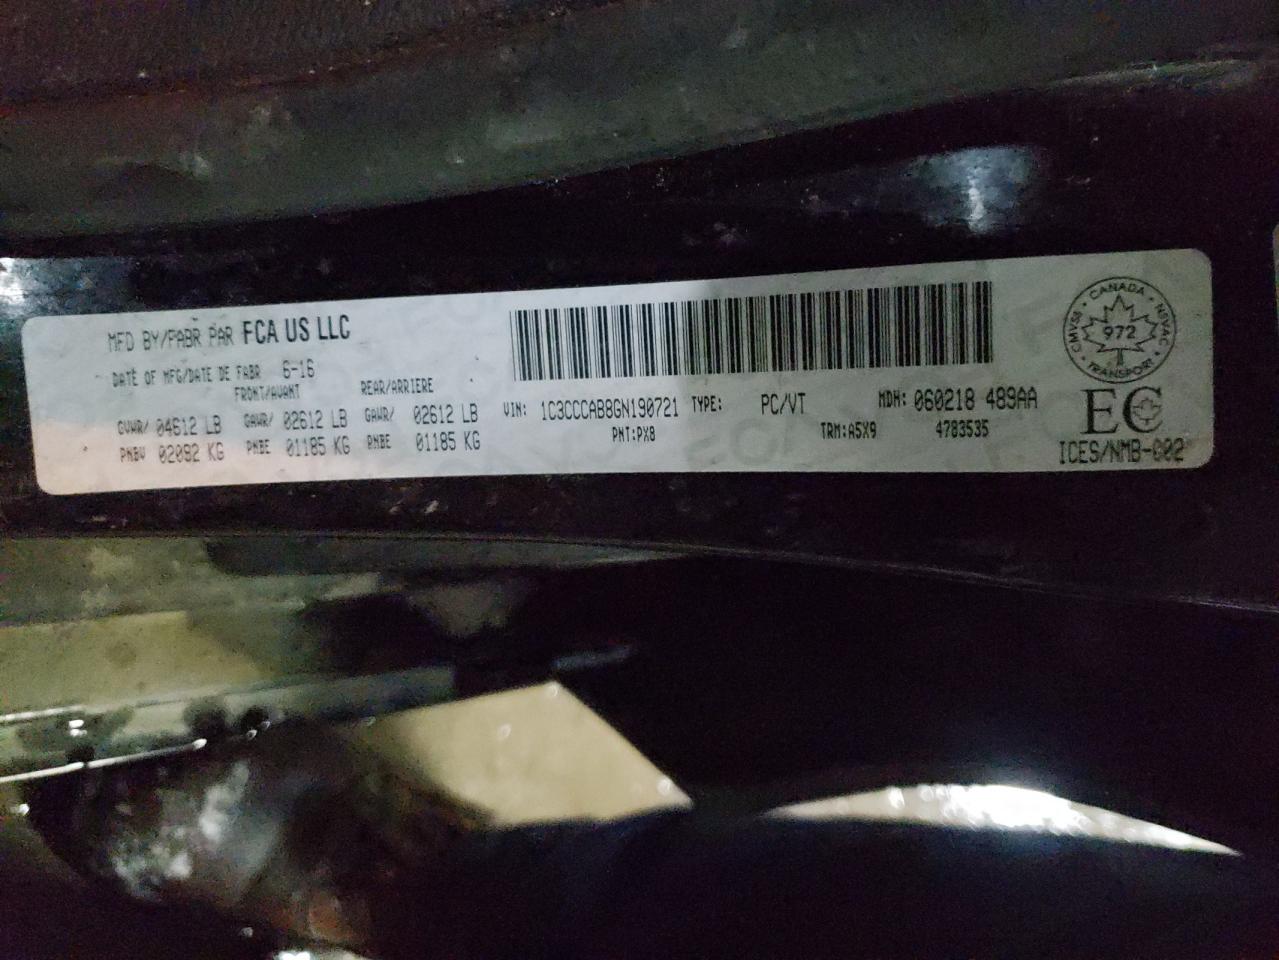 MFD BY/FABR PAR FCA US LLC
DATE OF MFG/DATE DE FABR 6-16
FRONT/AVANT REAR/ARRIERE
GVWR/ 04612 LB GAWR/ 02612 LB GAWR/ 02612 LB
PNBV 02092 KG PNBE 01185 KG PNBE 01185 KG
VIN: 1C3CCCAB8GN190721 TYPE: PC/VT MDH: 060218 489AA
PNT:PX8 TRM:A5X9 4783535
CANADA
CMVSS • NSVAC
972
TRANSPORT
EC
ICES/NMB-002